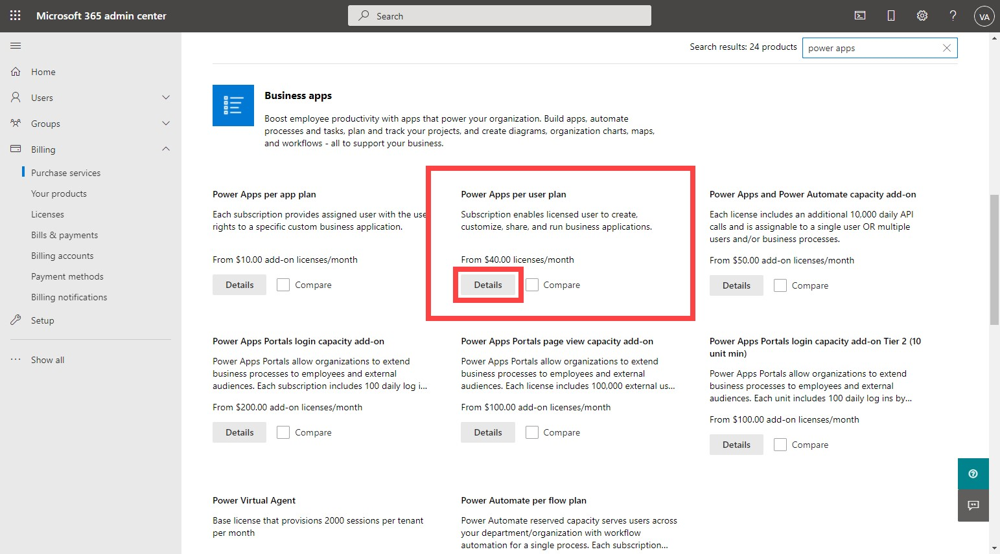 Microsoft 365 admin center
Search
VA
Home
Users
Groups
Billing
Purchase services
Your products
Licenses
Bills & payments
Billing accounts
Payment methods
Billing notifications
Setup
Show all
Search results: 24 products
power apps
Business apps
Boost employee productivity with apps that power your organization. Build apps, automate
processes and tasks, plan and track your projects, and create diagrams, organization charts, maps,
and workflows - all to support your business.
Power Apps per app plan
Each subscription provides assigned user with the use
rights to a specific custom business application.
From $10.00 add-on licenses/month
Details
Compare
Power Apps per user plan
Subscription enables licensed user to create,
customize, share, and run business applications.
From $40.00 licenses/month
Details
Compare
Power Apps and Power Automate capacity add-on
Each license includes an additional 10,000 daily API
calls and is assignable to a single user OR multiple
users and/or business processes.
From $50.00 add-on licenses/month
Details
Compare
Power Apps Portals login capacity add-on
Power Apps Portals allow organizations to extend
business processes to employees and external
audiences. Each subscription includes 100 daily log i...
From $200.00 add-on licenses/month
Details
Compare
Power Apps Portals page view capacity add-on
Power Apps Portals allow organizations to extend
business processes to employees and external
audiences. Each license includes 100,000 external us...
From $100.00 add-on licenses/month
Details
Compare
Power Apps Portals login capacity add-on Tier 2 (10
unit min)
Power Apps Portals allow organizations to extend
business processes to employees and external
audiences. Each unit includes 100 daily log ins by...
From $100.00 add-on licenses/month
Details
Compare
Power Virtual Agent
Base license that provisions 2000 sessions per tenant
per month
Power Automate per flow plan
Power Automate reserved capacity serves users across
your department/organization with workflow
automation for a single process. Each subscription...